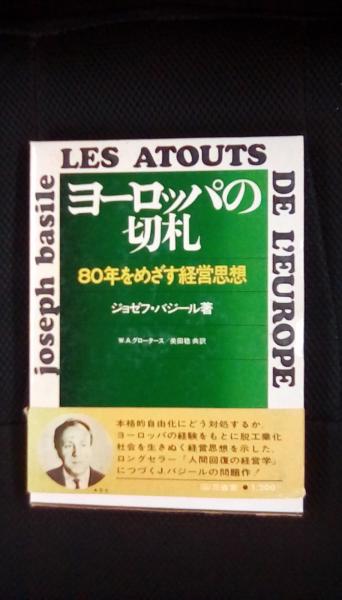 LES ATOUTS
DE L'EUROPE
joseph basile
ヨーロッパの
切札
80年をめざす経営思想
ジョゼフ・バジール著
W.A.グロータース/美田稔 共訳
本格的自由化にどう対処するか。
ヨーロッパの経験をもとに脱工業化
社会を生きぬく経営思想を示した、
ロングセラー「人間回復の経営学」
につづくJ.バジールの問題作!
●1,200